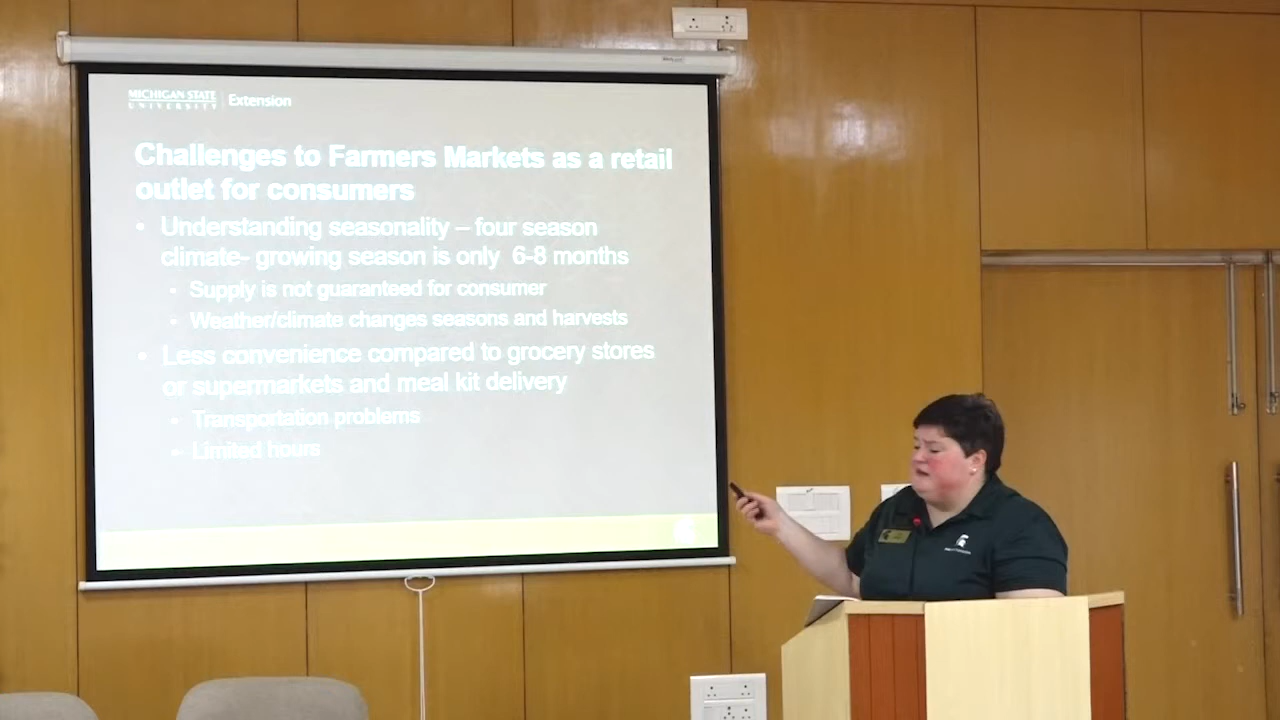 MICHIGAN STATE
UNIVERSITY
Extension
Challenges to Farmers Markets as a retail
outlet for consumers
• Understanding seasonality – four season
climate- growing season is only 6-8 months
• Supply is not guaranteed for consumer
• Weather/climate changes seasons and harvests
• Less convenience compared to grocery stores
or supermarkets and meal kit delivery
• Transportation problems
• Limited hours